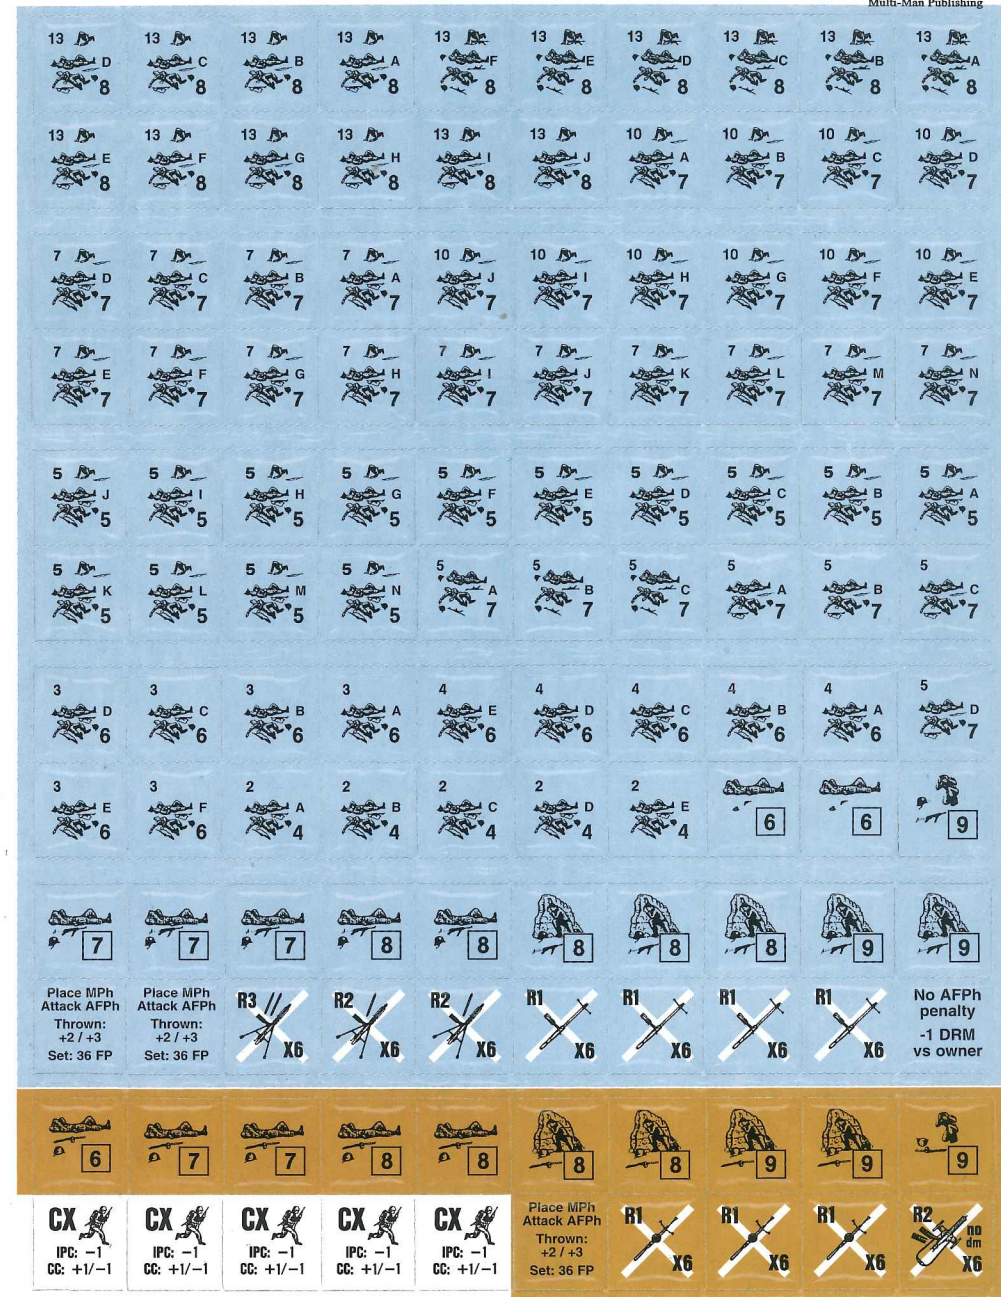 Multi-Man Publishing
13 13 13 13 13 13 13 13 13 13
D C B A F E D C B A
8 8 8 8 8 8 8 8 8 8
13 13 13 13 13 13 10 10 10 10
E F G H I J A B C D
8 8 8 8 8 8 7 7 7 7
7 7 7 7 10 10 10 10 10 10
D C B A J I H G F E
7 7 7 7 7 7 7 7 7 7
7 7 7 7 7 7 7 7 7 7
E F G H I J K L M N
7 7 7 7 7 7 7 7 7 7
5 5 5 5 5 5 5 5 5 5
J I H G F E D C B A
5 5 5 5 5 5 5 5 5 5
5 5 5 5 5 5 5 5 5 5
K L M N A B C A B C
5 5 5 5 7 7 7 7 7 7
3 3 3 3 4 4 4 4 4 5
D C B A E D C B A D
6 6 6 6 6 6 6 6 6 7
3 3 2 2 2 2 2
E F A B C D E
6 6 4 4 4 4 4 6 6 9
7 7 7 8 8 8 8 8 9 9
Place MPh
Attack AFPh
Thrown:
+2 / +3
Set: 36 FP
Place MPh
Attack AFPh
Thrown:
+2 / +3
Set: 36 FP
R3
X6
R2
X6
R2
X6
R1
X6
R1
X6
R1
X6
R1
X6
No AFPh
penalty
-1 DRM
vs owner
6 7 7 8 8 8 8 9 9 9
CX
IPC: −1
CC: +1/−1
CX
IPC: −1
CC: +1/−1
CX
IPC: −1
CC: +1/−1
CX
IPC: −1
CC: +1/−1
CX
IPC: −1
CC: +1/−1
Place MPh
Attack AFPh
Thrown:
+2 / +3
Set: 36 FP
R1
X6
R1
X6
R1
X6
R2
no
dm
X6